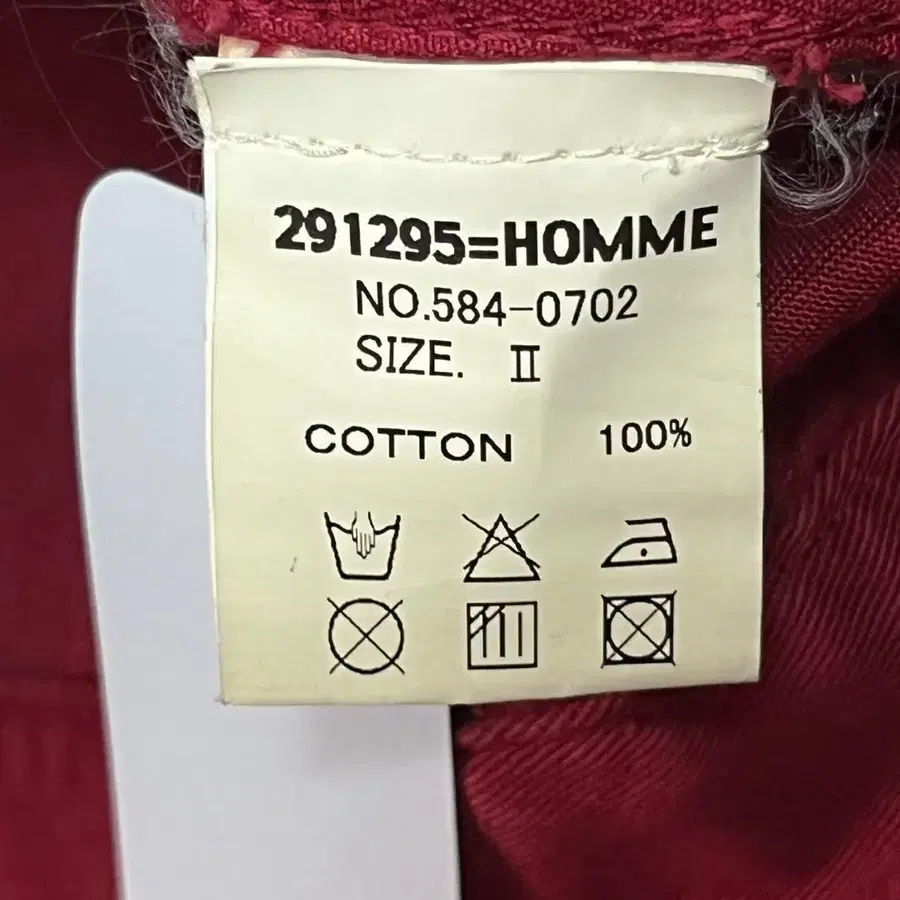 291295=HOMME
NO.584-0702
SIZE. Ⅱ
COTTON 100%